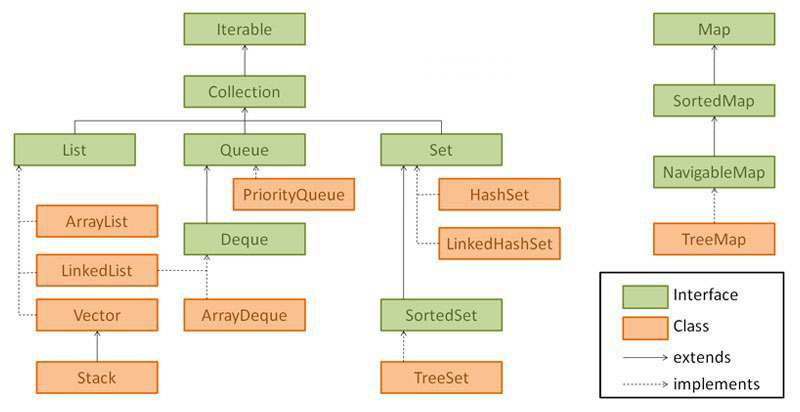 Iterable
Map
Collection
SortedMap
List
Queue
Set
NavigableMap
PriorityQueue
HashSet
ArrayList
Deque
LinkedHashSet
TreeMap
LinkedList
Vector
ArrayDeque
SortedSet
Stack
TreeSet
Interface
Class
extends
implements